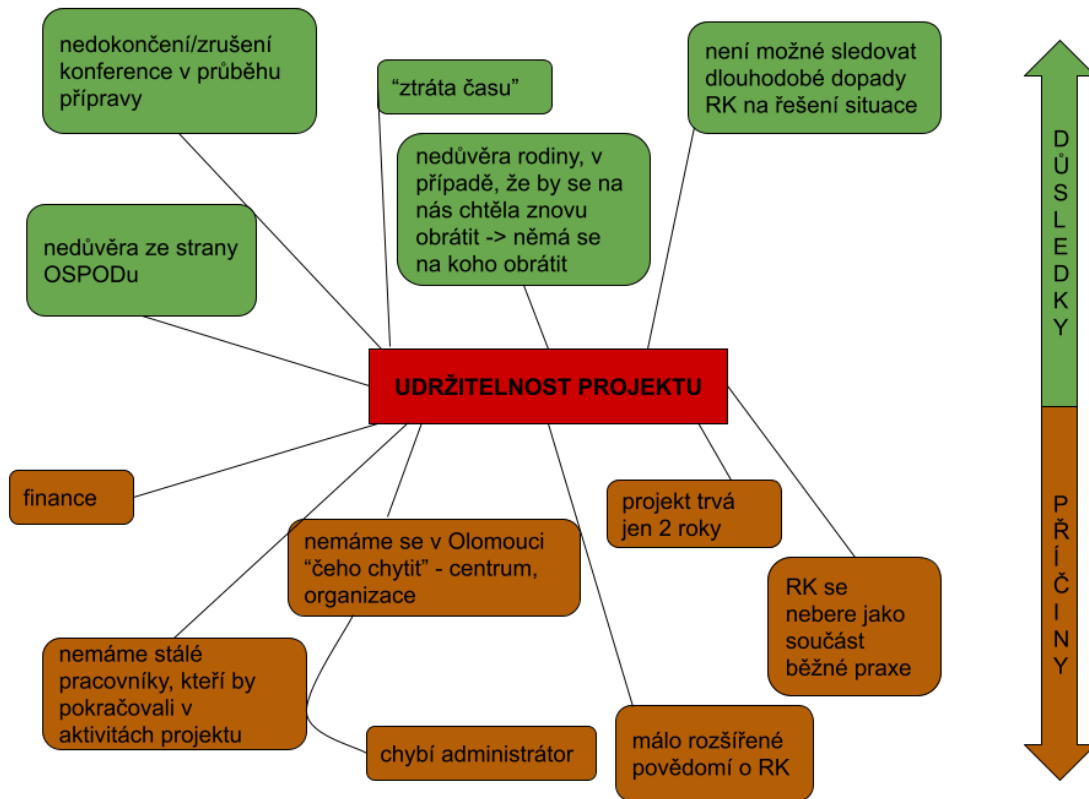 nedokončení/zrušení
konference v průběhu
přípravy
“ztráta času”
není možné sledovat
dlouhodobé dopady
RK na řešení situace
nedůvěra rodiny, v
případě, že by se na
nás chtěla znovu
obrátit -> němá se
na koho obrátit
nedůvěra ze strany
OSPODu
UDRŽITELNOST PROJEKTU
finance
nemáme se v Olomouci
“čeho chytit” - centrum,
organizace
projekt trvá
jen 2 roky
RK se
nebere jako
součást
běžné praxe
nemáme stálé
pracovníky, kteří by
pokračovali v
aktivitách projektu
chybí administrátor
málo rozšířené
povědomí o RK
DŮSLEDKY
PŘÍČINY